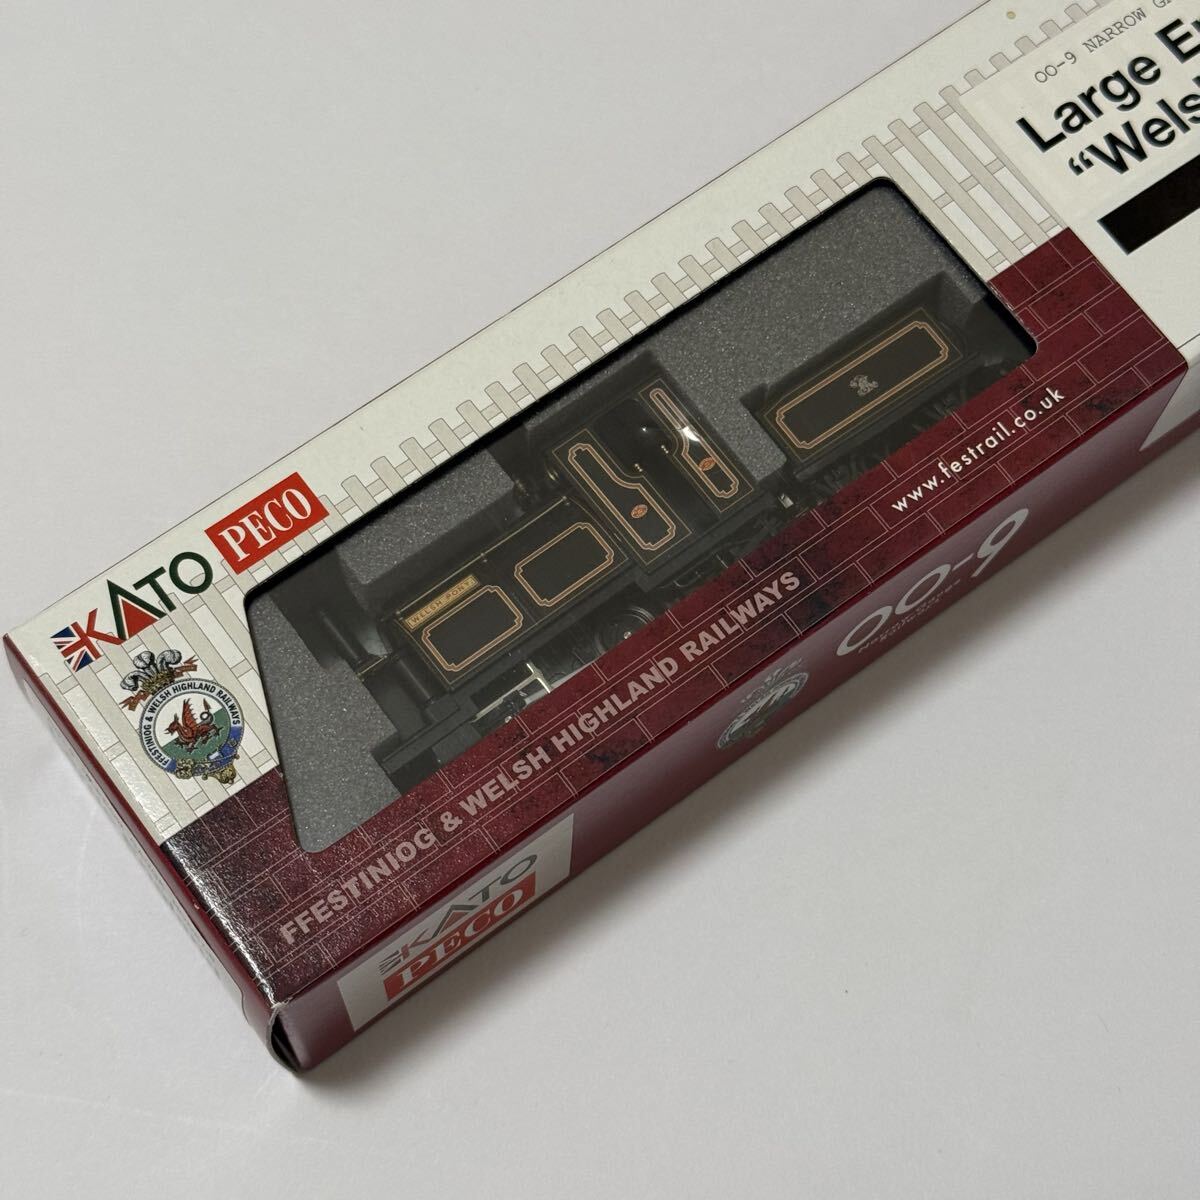 OO-9 NARROW
Large
"Wels
KATO
PECO
FFESTINIOG & WELSH HIGHLAND RAILWAYS
WELSH PONY
FFESTINIOG & WELSH HIGHLAND RAILWAYS
www.festrail.co.uk
OO-9
KATO
PECO